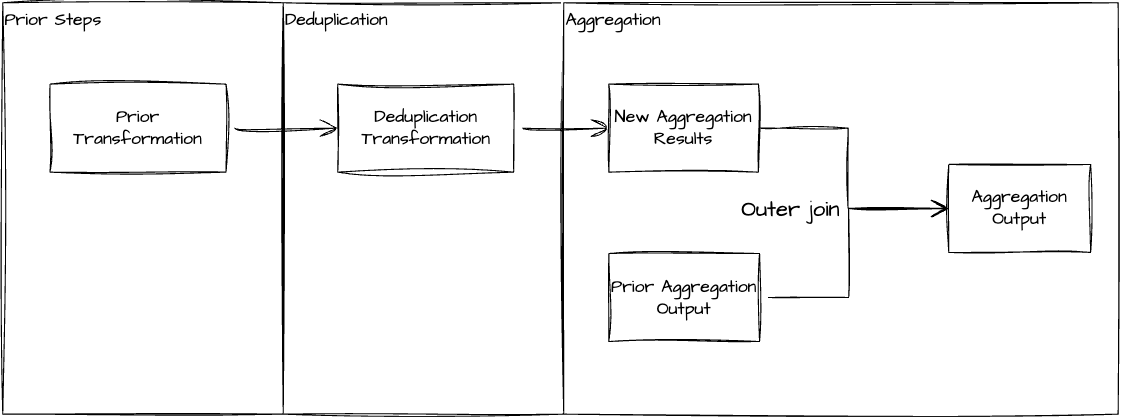 Prior Steps
Deduplication
Aggregation
Prior
Transformation
Deduplication
Transformation
New Aggregation
Results
Outer join
Aggregation
Output
Prior Aggregation
Output